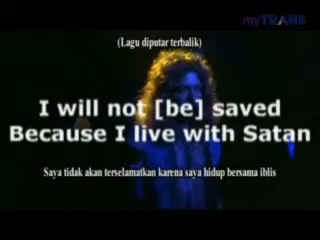 myTRANS
(Lagu diputar terbalik)
I will not [be] saved
Because I live with Satan
Saya tidak akan terselamatkan karena saya hidup bersama iblis